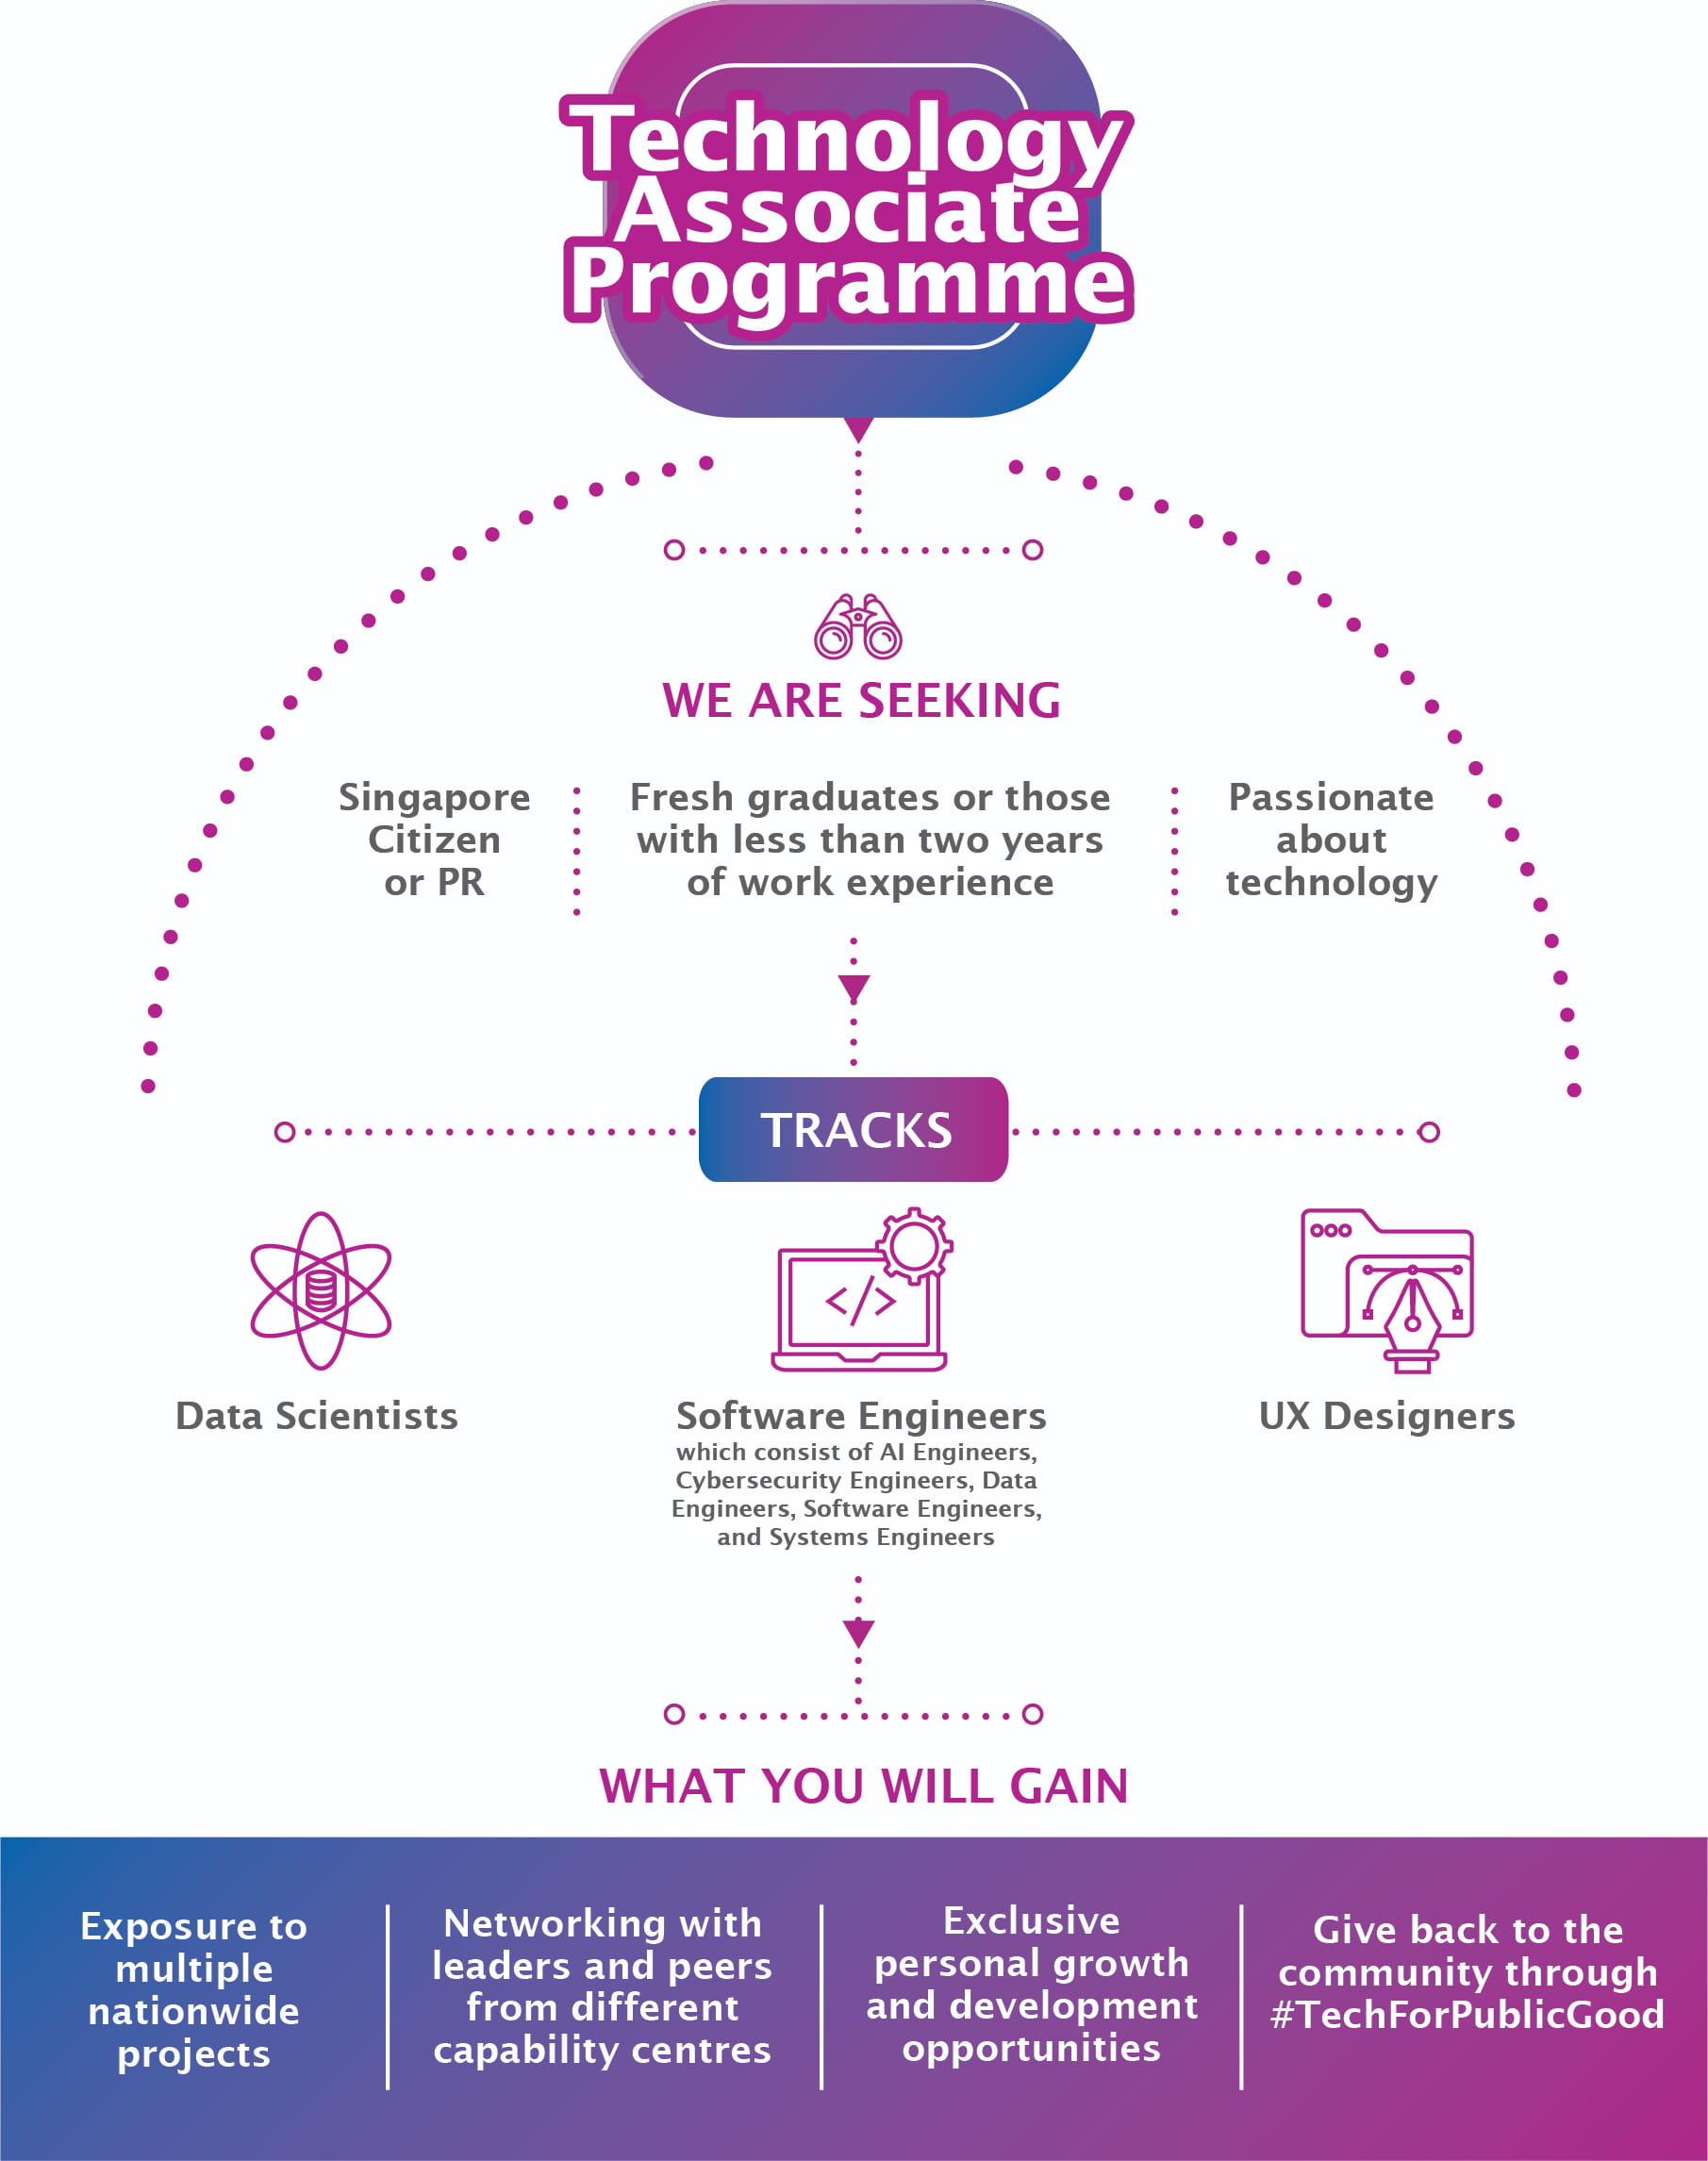 Technology
Associate
Programme
WE ARE SEEKING
Singapore
Citizen
or PR
Fresh graduates or those
with less than two years
of work experience
Passionate
about
technology
TRACKS
Data Scientists
Software Engineers
which consist of AI Engineers,
Cybersecurity Engineers, Data
Engineers, Software Engineers,
and Systems Engineers
UX Designers
WHAT YOU WILL GAIN
Exposure to
multiple
nationwide
projects
Networking with
leaders and peers
from different
capability centres
Exclusive
personal growth
and development
opportunities
Give back to the
community through
#TechForPublicGood